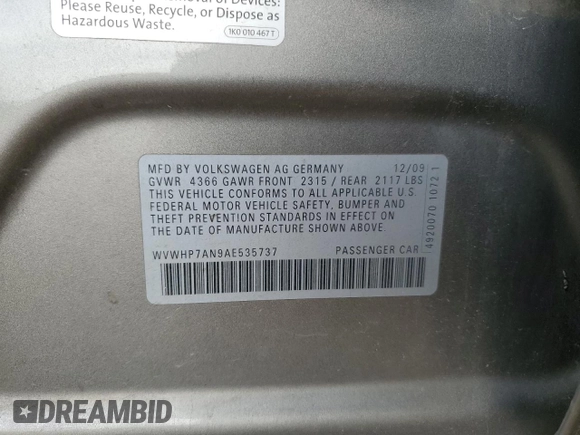 Please Reuse, Recycle, or Dispose as
Hazardous Waste.
1K0 010 467 T
MFD BY VOLKSWAGEN AG GERMANY 12/09
GVWR 4366 GAWR FRONT 2315 / REAR 2117 LBS
THIS VEHICLE CONFORMS TO ALL APPLICABLE U.S
FEDERAL MOTOR VEHICLE SAFETY, BUMPER AND
THEFT PREVENTION STANDARDS IN EFFECT ON
THE DATE OF MANUFACTURE SHOWN ABOVE.
WVWHP7AN9AE535737 PASSENGER CAR
4920070 1072 1
DREAMBID